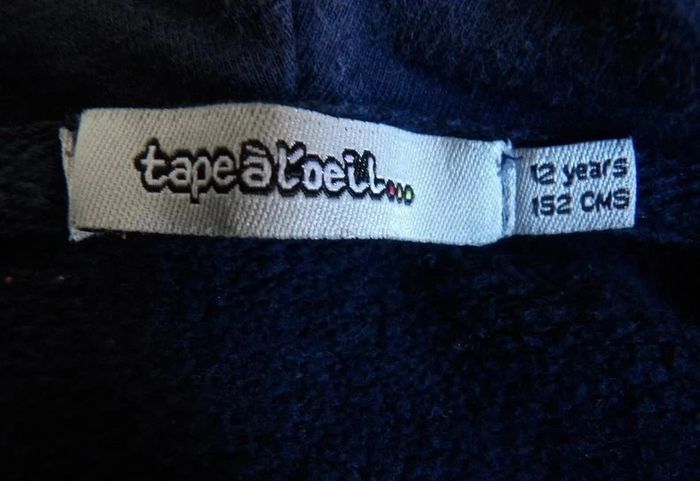 tape à l'oeil...
12 years
152 CMS